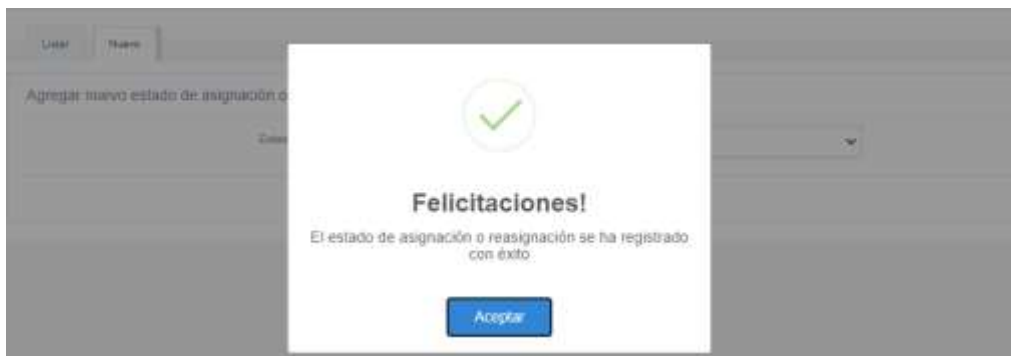 Listar Nuevo
Agregar nuevo estado de asignación o
Felicitaciones!
El estado de asignación o reasignación se ha registrado
con éxito
Aceptar